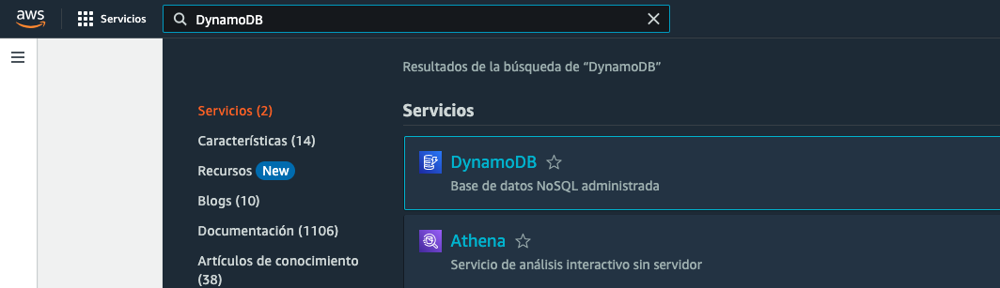 aws
Servicios
DynamoDB
Resultados de la búsqueda de “DynamoDB”
Servicios (2)
Características (14)
Recursos New
Blogs (10)
Documentación (1106)
Artículos de conocimiento
(38)
Servicios
DynamoDB
Base de datos NoSQL administrada
Athena
Servicio de análisis interactivo sin servidor